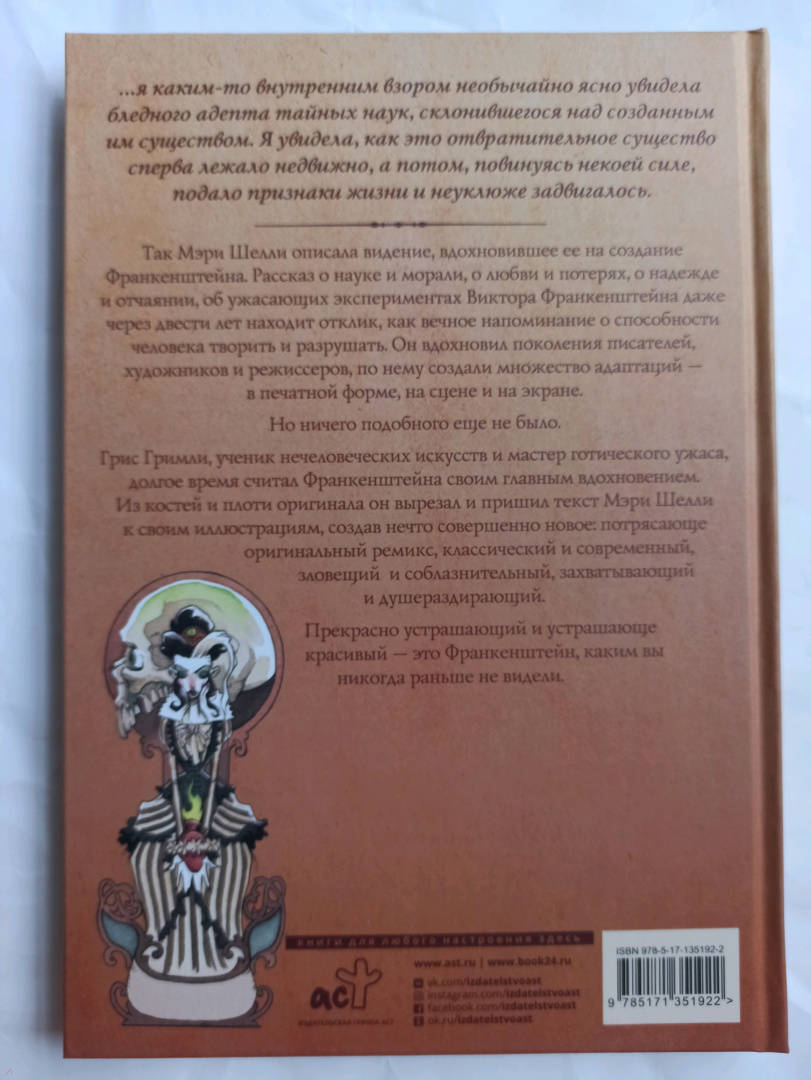 ...я каким-то внутренним взором необычайно ясно увидела
бледного адепта тайных наук, склонившегося над созданным
им существом. Я увидела, как это отвратительное существо
сперва лежало недвижно, а потом, повинуясь некоей силе,
подало признаки жизни и неуклюже задвигалось.
Так Мэри Шелли описала видение, вдохновившее ее на создание
Франкенштейна. Рассказ о науке и морали, о любви и потерях, о надежде
и отчаянии, об ужасающих экспериментах Виктора Франкенштейна даже
через двести лет находит отклик, как вечное напоминание о способности
человека творить и разрушать. Он вдохновил поколения писателей,
художников и режиссеров, по нему создали множество адаптаций —
в печатной форме, на сцене и на экране.
Но ничего подобного еще не было.
Грис Гримли, ученик нечеловеческих искусств и мастер готического ужаса,
долгое время считал Франкенштейна своим главным вдохновением.
Из костей и плоти оригинала он вырезал и пришил текст Мэри Шелли
к своим иллюстрациям, создав нечто совершенно новое: потрясающе
оригинальный ремикс, классический и современный,
зловещий и соблазнительный, захватывающий
и душераздирающий.
Прекрасно устрашающий и устрашающе
красивый — это Франкенштейн, каким вы
никогда раньше не видели.
книги для любого настроения здесь
www.ast.ru | www.book24.ru
vk.com/izdatelstvoast
instagram.com/izdatelstvoast
facebook.com/izdatelstvoast
ok.ru/izdatelstvoast
аст
ИЗДАТЕЛЬСКАЯ ГРУППА АСТ
ISBN 978-5-17-135192-2
9 785171 351922 >